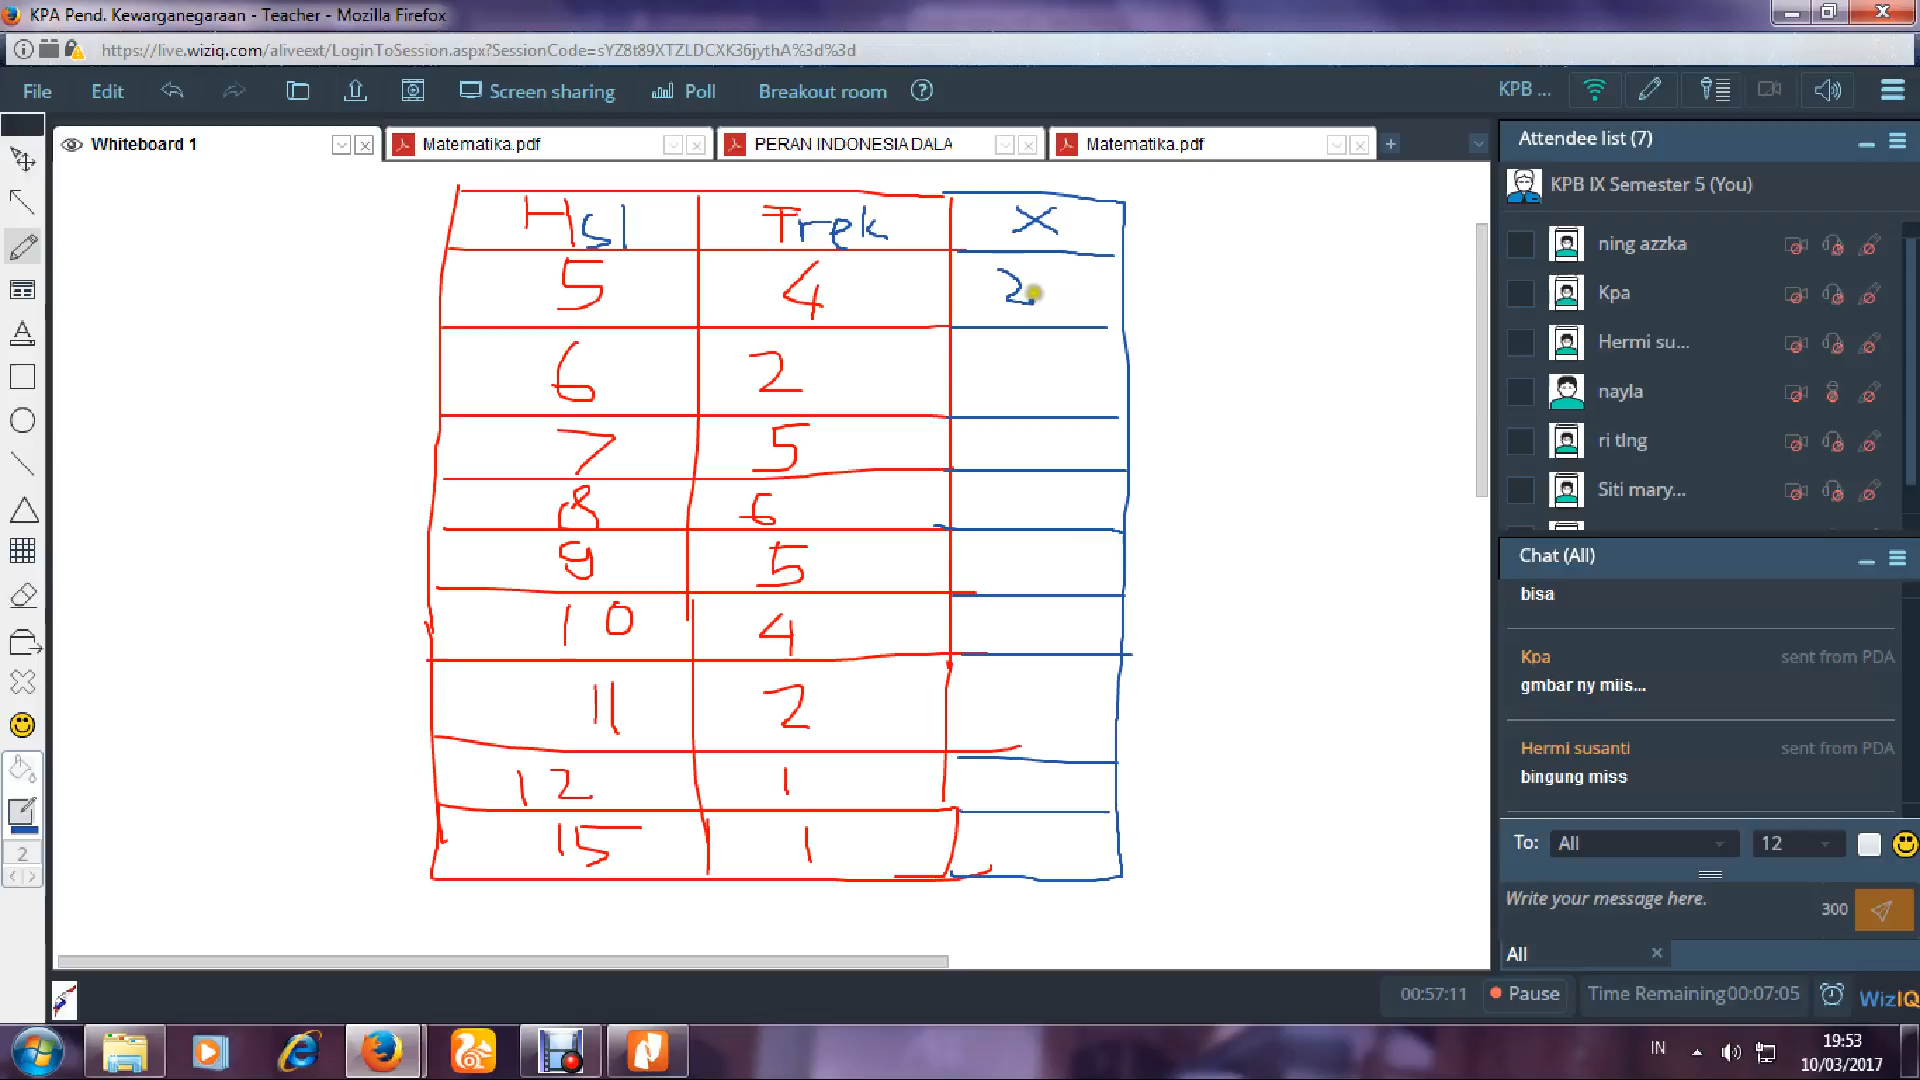 KPA Pend. Kewarganegaraan - Teacher - Mozilla Firefox
https://live.wiziq.com/aliveext/LoginToSession.aspx?SessionCode=sYZ8t89XTZLDCXK36jythA%3d%3d
File Edit Screen sharing Poll Breakout room ? KPB ...
Whiteboard 1 Matematika.pdf PERAN INDONESIA DALA Matematika.pdf +
Attendee list (7)
KPB IX Semester 5 (You)
ning azzka
Kpa
Hermi su...
nayla
ri tlng
Siti mary...
Hsl Trek X
5 4 2
6 2
7 5
8 6
9 5
10 4
11 2
12 1
15 1
Chat (All)
bisa
Kpa sent from PDA
gmbar ny miis...
Hermi susanti sent from PDA
bingung miss
To: All 12
Write your message here. 300
All
2
00:57:11 Pause Time Remaining00:07:05 WizIQ
IN 19:53
10/03/2017